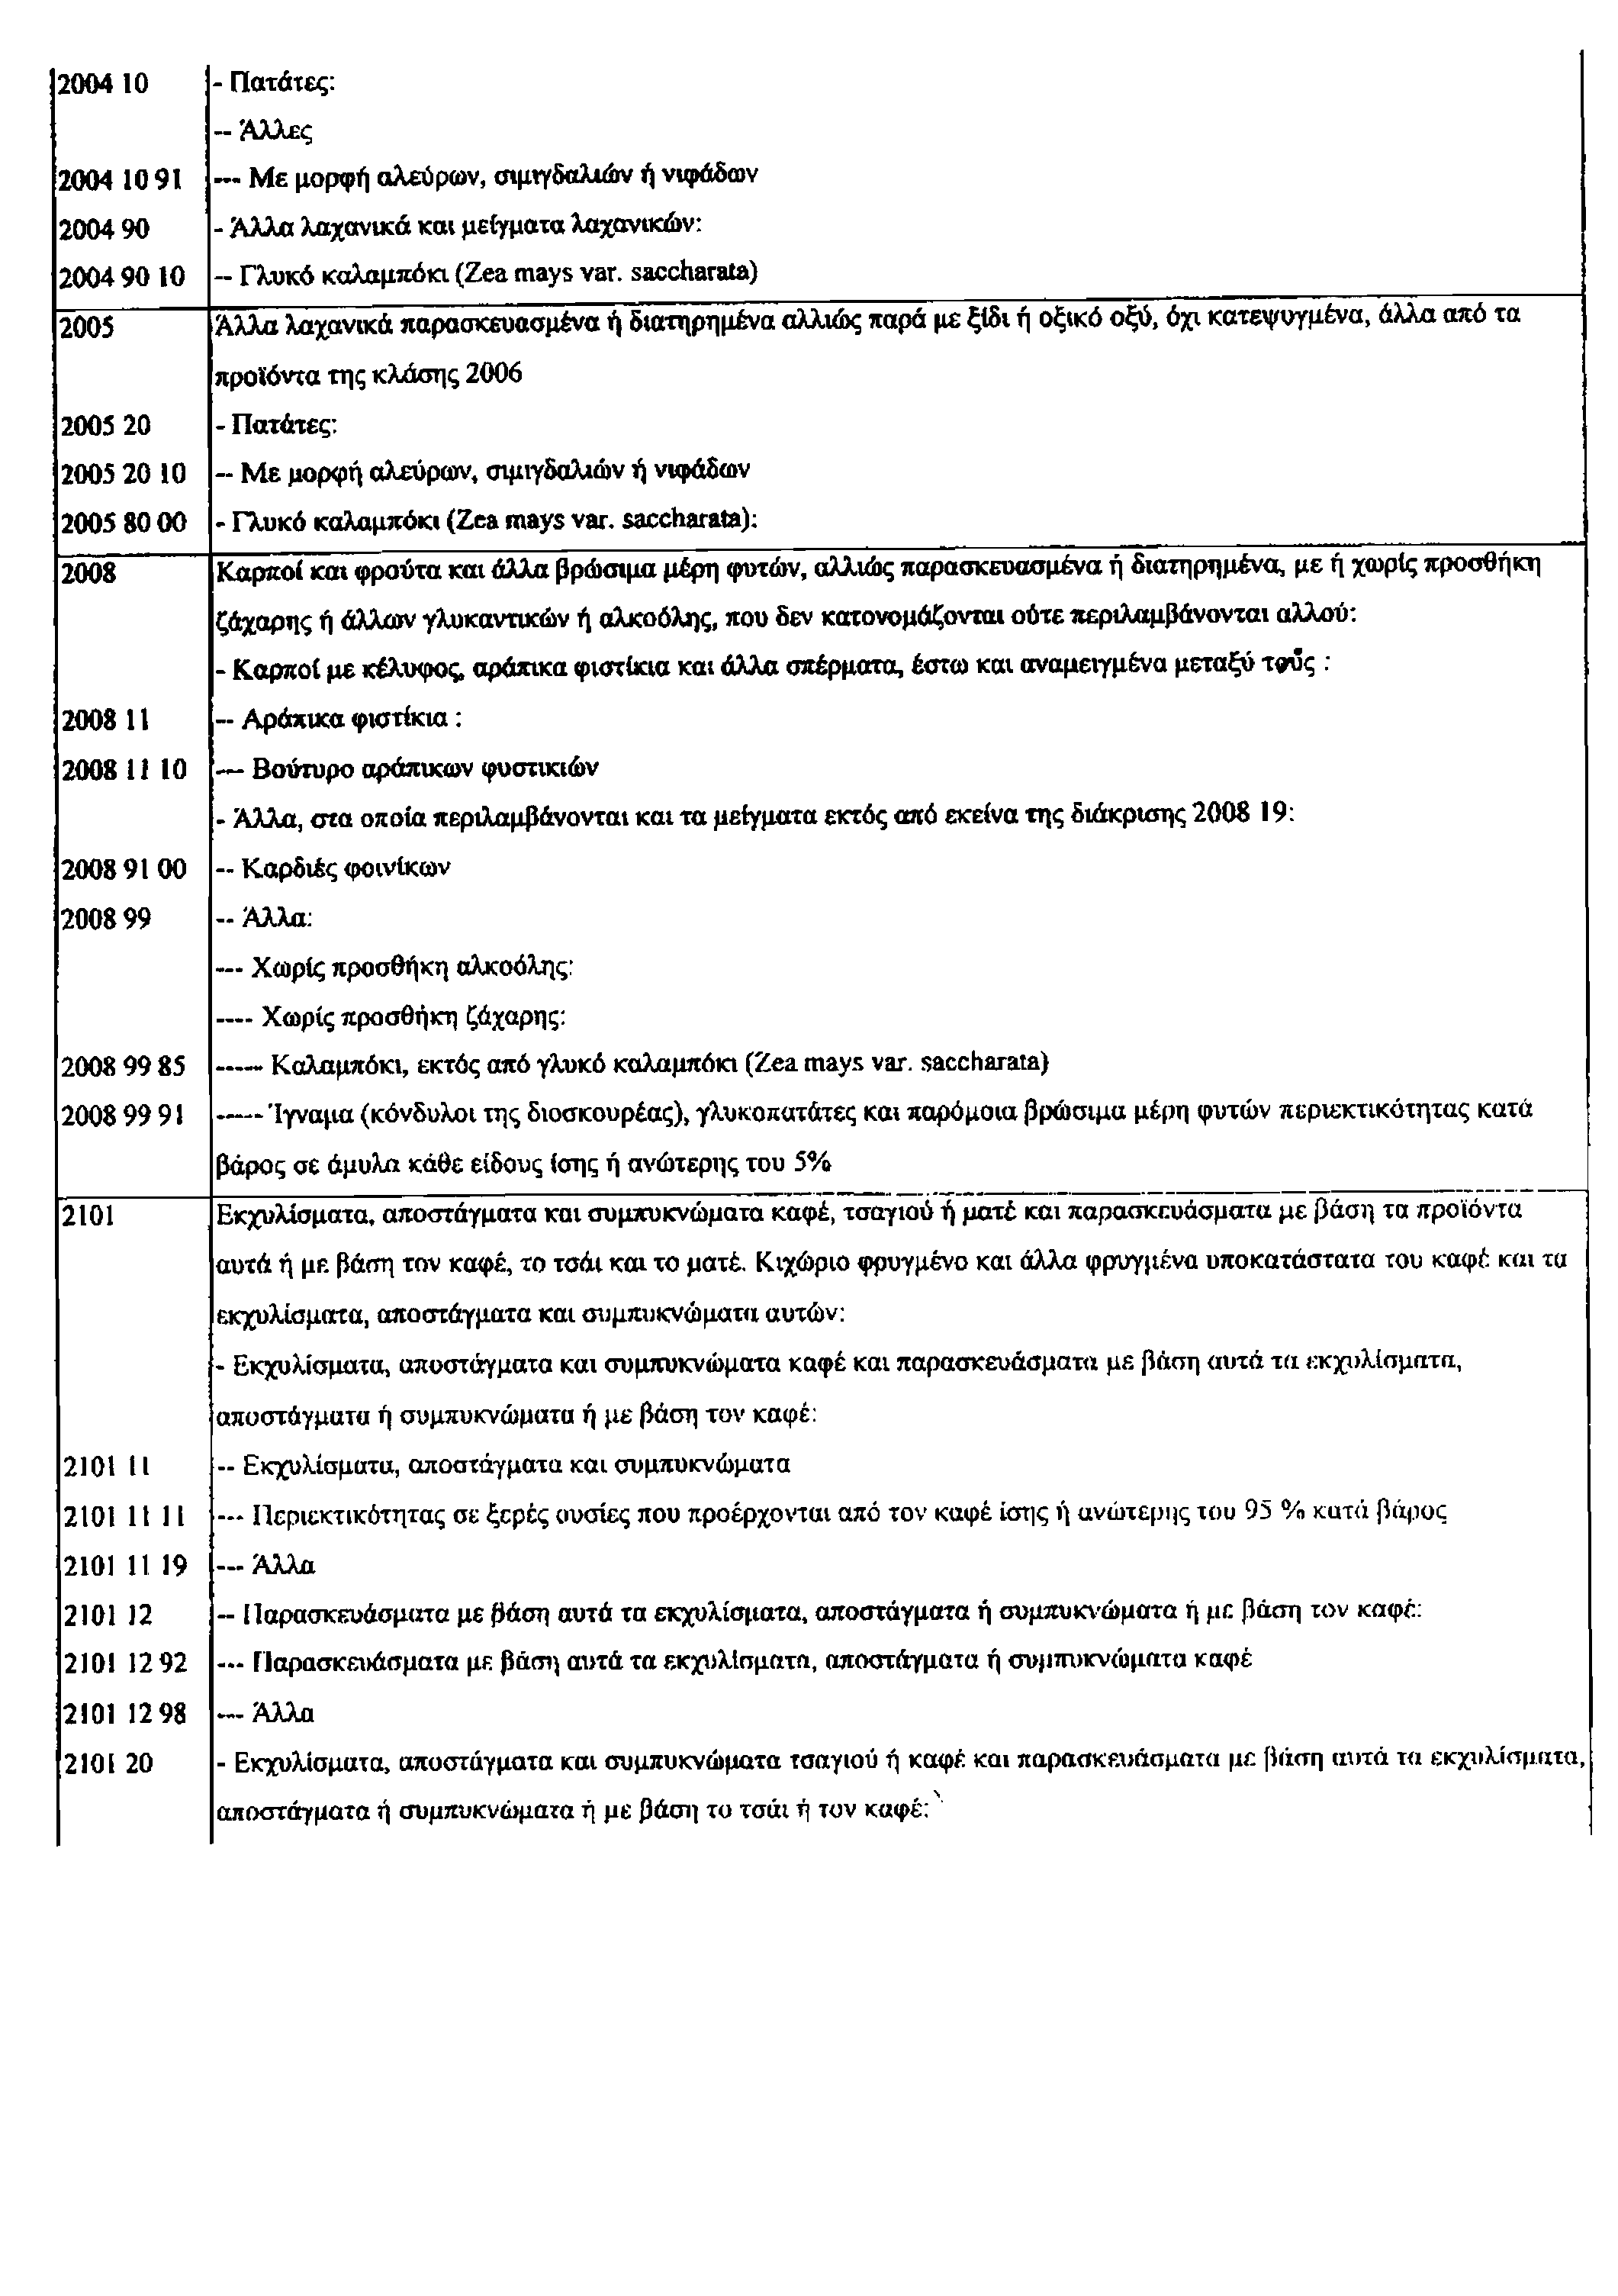 2004 10 - Πατάτες:
-- Άλλες
2004 10 91 --- Με μορφή αλεύρων, σιμιγδαλιών ή νιφάδων
2004 90 - Άλλα λαχανικά και μείγματα λαχανικών:
2004 90 10 -- Γλυκό καλαμπόκι (Zea mays var. saccharata)
2005 Άλλα λαχανικά παρασκευασμένα ή διατηρημένα αλλιώς παρά με ξίδι ή οξικό οξύ, όχι κατεψυγμένα, άλλα από τα
προϊόντα της κλάσης 2006
2005 20 - Πατάτες:
2005 20 10 -- Με μορφή αλεύρων, σιμιγδαλιών ή νιφάδων
2005 80 00 - Γλυκό καλαμπόκι (Zea mays var. saccharata):
2008 Καρποί και φρούτα και άλλα βρώσιμα μέρη φυτών, αλλιώς παρασκευασμένα ή διατηρημένα, με ή χωρίς προσθήκη
ζάχαρης ή άλλων γλυκαντικών ή αλκοόλης, που δεν κατονομάζονται ούτε περιλαμβάνονται αλλού:
- Καρποί με κέλυφος, αράπικα φιστίκια και άλλα σπέρματα, έστω και αναμειγμένα μεταξύ τους :
2008 11 -- Αράπικα φιστίκια :
2008 11 10 --- Βούτυρο αράπικων φυστικιών
- Άλλα, στα οποία περιλαμβάνονται και τα μείγματα εκτός από εκείνα της διάκρισης 2008 19:
2008 91 00 -- Καρδιές φοινίκων
2008 99 -- Άλλα:
--- Χωρίς προσθήκη αλκοόλης:
---- Χωρίς προσθήκη ζάχαρης:
2008 99 85 ----- Καλαμπόκι, εκτός από γλυκό καλαμπόκι (Zea mays var. saccharata)
2008 99 91 ----- Ίγναμα (κόνδυλοι της διοσκουρέας), γλυκοπατάτες και παρόμοια βρώσιμα μέρη φυτών περιεκτικότητας κατά
βάρος σε άμυλα κάθε είδους ίσης ή ανώτερης του 5%
2101 Εκχυλίσματα, αποστάγματα και συμπυκνώματα καφέ, τσαγιού ή ματέ και παρασκευάσματα με βάση τα προϊόντα
αυτά ή με βάση τον καφέ, το τσάι και το ματέ. Κιχώριο φρυγμένο και άλλα φρυγμένα υποκατάστατα του καφέ και τα
εκχυλίσματα, αποστάγματα και συμπυκνώματα αυτών:
- Εκχυλίσματα, αποστάγματα και συμπυκνώματα καφέ και παρασκευάσματα με βάση αυτά τα εκχυλίσματα,
αποστάγματα ή συμπυκνώματα ή με βάση τον καφέ:
2101 11 -- Εκχυλίσματα, αποστάγματα και συμπυκνώματα
2101 11 11 --- Περιεκτικότητας σε ξερές ουσίες που προέρχονται από τον καφέ ίσης ή ανώτερης του 95 % κατά βάρος
2101 11 19 --- Άλλα
2101 12 -- Παρασκευάσματα με βάση αυτά τα εκχυλίσματα, αποστάγματα ή συμπυκνώματα ή με βάση τον καφέ:
2101 12 92 --- Παρασκευάσματα με βάση αυτά τα εκχυλίσματα, αποστάγματα ή συμπυκνώματα καφέ
2101 12 98 --- Άλλα
2101 20 - Εκχυλίσματα, αποστάγματα και συμπυκνώματα τσαγιού ή καφέ και παρασκευάσματα με βάση αυτά τα εκχυλίσματα,
αποστάγματα ή συμπυκνώματα ή με βάση το τσάι ή τον καφέ: